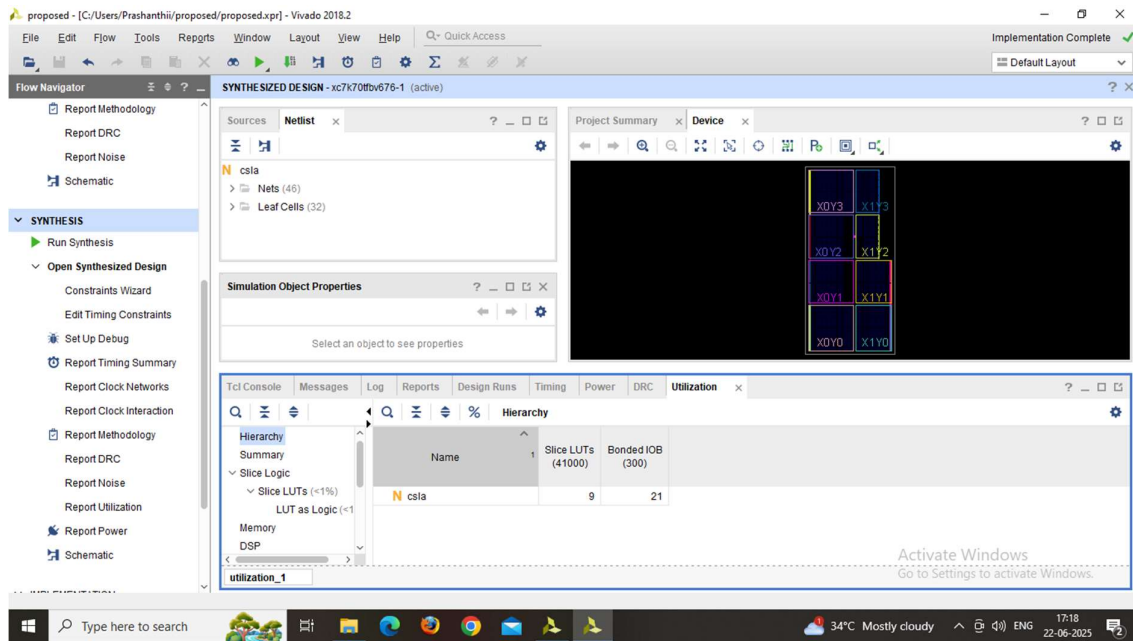 proposed - [C:/Users/Prashanthii/proposed/proposed.xpr] - Vivado 2018.2
File Edit Flow Tools Reports Window Layout View Help Q- Quick Access
Implementation Complete
Default Layout
Flow Navigator
Report Methodology
Report DRC
Report Noise
Schematic
SYNTHESIS
Run Synthesis
Open Synthesized Design
Constraints Wizard
Edit Timing Constraints
Set Up Debug
Report Timing Summary
Report Clock Networks
Report Clock Interaction
Report Methodology
Report DRC
Report Noise
Report Utilization
Report Power
Schematic
SYNTHESIZED DESIGN - xc7k70tfbv676-1 (active)
Sources Netlist
N csla
Nets (46)
Leaf Cells (32)
Simulation Object Properties
Select an object to see properties
Project Summary Device
X0Y3 X1Y3
X0Y2 X1Y2
X0Y1 X1Y1
X0Y0 X1Y0
Tcl Console Messages Log Reports Design Runs Timing Power DRC Utilization
Hierarchy
Hierarchy
Summary
Slice Logic
Slice LUTs (<1%)
LUT as Logic (<1
Memory
DSP
utilization_1
Name 1 Slice LUTs (41000) Bonded IOB (300)
N csla 9 21
Activate Windows
Go to Settings to activate Windows.
Type here to search
34°C Mostly cloudy
ENG
17:18
22-06-2025
2